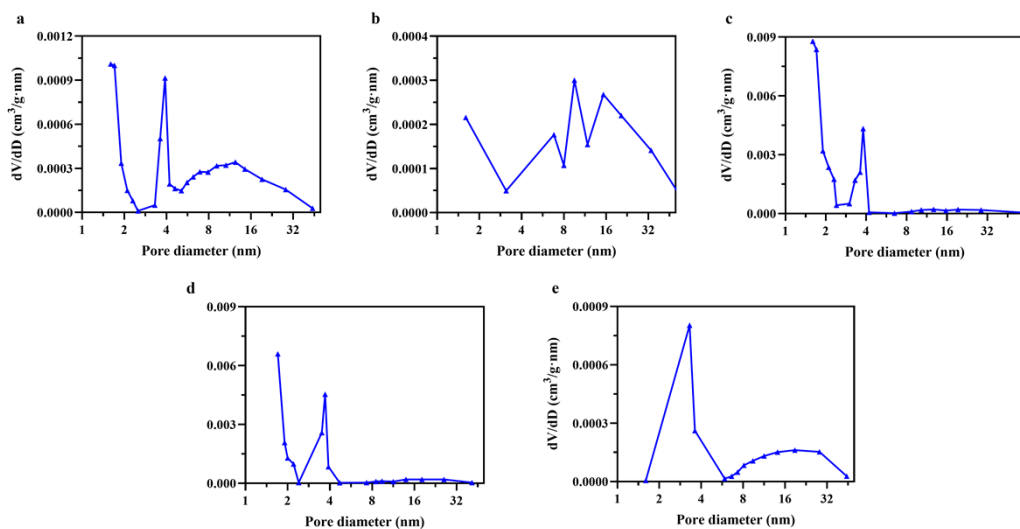 a
0.0012
0.0009
0.0006
0.0003
0.0000
dV/dD (cm³/g·nm)
1 2 4 8 16 32
Pore diameter (nm)
b
0.0004
0.0003
0.0002
0.0001
0.0000
dV/dD (cm³/g·nm)
1 2 4 8 16 32
Pore diameter (nm)
c
0.009
0.006
0.003
0.000
dV/dD (cm³/g·nm)
1 2 4 8 16 32
Pore diameter (nm)
d
0.009
0.006
0.003
0.000
dV/dD (cm³/g·nm)
1 2 4 8 16 32
Pore diameter (nm)
e
0.0009
0.0006
0.0003
0.0000
dV/dD (cm³/g·nm)
1 2 4 8 16 32
Pore diameter (nm)